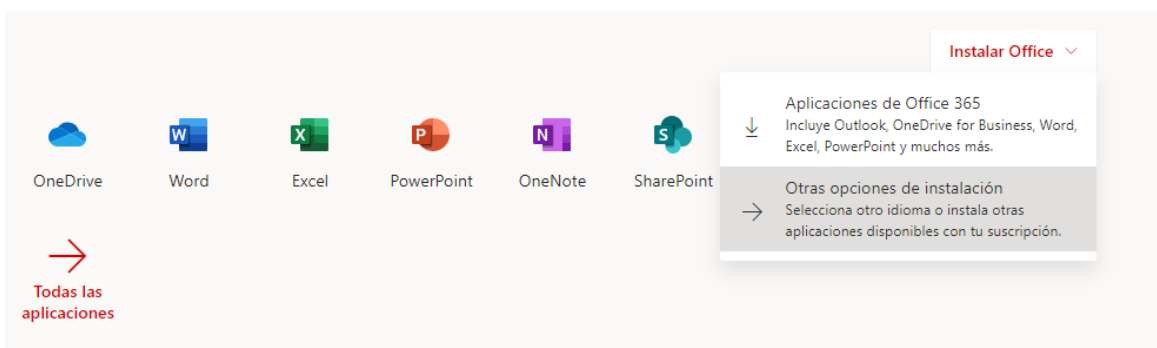 Instalar Office
Aplicaciones de Office 365
Incluye Outlook, OneDrive for Business, Word,
Excel, PowerPoint y muchos más.
W
X
P
N
S
OneDrive
Word
Excel
PowerPoint
OneNote
SharePoint
Otras opciones de instalación
Selecciona otro idioma o instala otras
aplicaciones disponibles con tu suscripción.
Todas las
aplicaciones